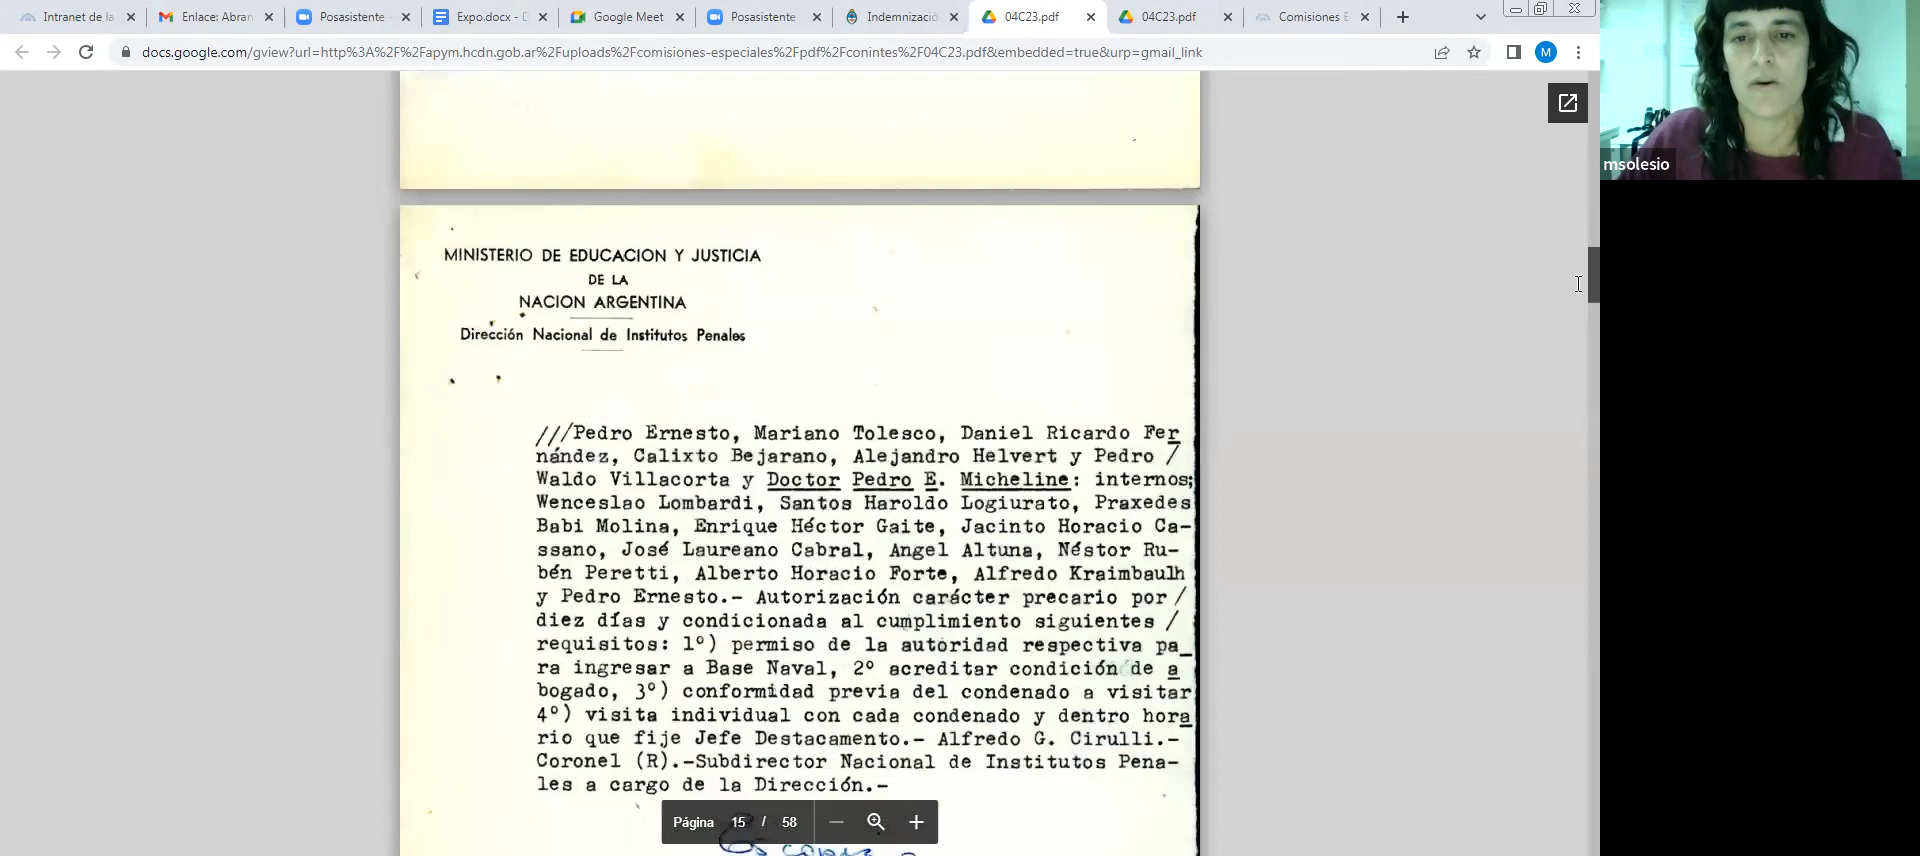 Intranet de la
Enlace: Abran
Posasistente
Expo.docx - D
Google Meet
Posasistente
Indemnizació
04C23.pdf
04C23.pdf
Comisiones E
docs.google.com/gview?url=http%3A%2F%2Fapym.hcdn.gob.ar%2Fuploads%2Fcomisiones-especiales%2Fpdf%2Fconintes%2F04C23.pdf&embedded=true&urp=gmail_link
M
msolesio
MINISTERIO DE EDUCACION Y JUSTICIA
DE LA
NACION ARGENTINA
Dirección Nacional de Institutos Penales
///Pedro Ernesto, Mariano Tolesco, Daniel Ricardo Fer
nández, Calixto Bejarano, Alejandro Helvert y Pedro /
Waldo Villacorta y Doctor Pedro E. Micheline: internos;
Wenceslao Lombardi, Santos Haroldo Logiurato, Praxedes
Babi Molina, Enrique Héctor Gaite, Jacinto Horacio Ca-
ssano, José Laureano Cabral, Angel Altuna, Néstor Ru-
bén Peretti, Alberto Horacio Forte, Alfredo Kraimbaulh
y Pedro Ernesto.- Autorización carácter precario por /
diez días y condicionada al cumplimiento siguientes /
requisitos: 1º) permiso de la autoridad respectiva pa_
ra ingresar a Base Naval, 2º acreditar condición de a
bogado, 3º) conformidad previa del condenado a visitar
4º) visita individual con cada condenado y dentro hora
rio que fije Jefe Destacamento.- Alfredo G. Cirulli.-
Coronel (R).-Subdirector Nacional de Institutos Pena-
les a cargo de la Dirección.-
Página 15 / 58